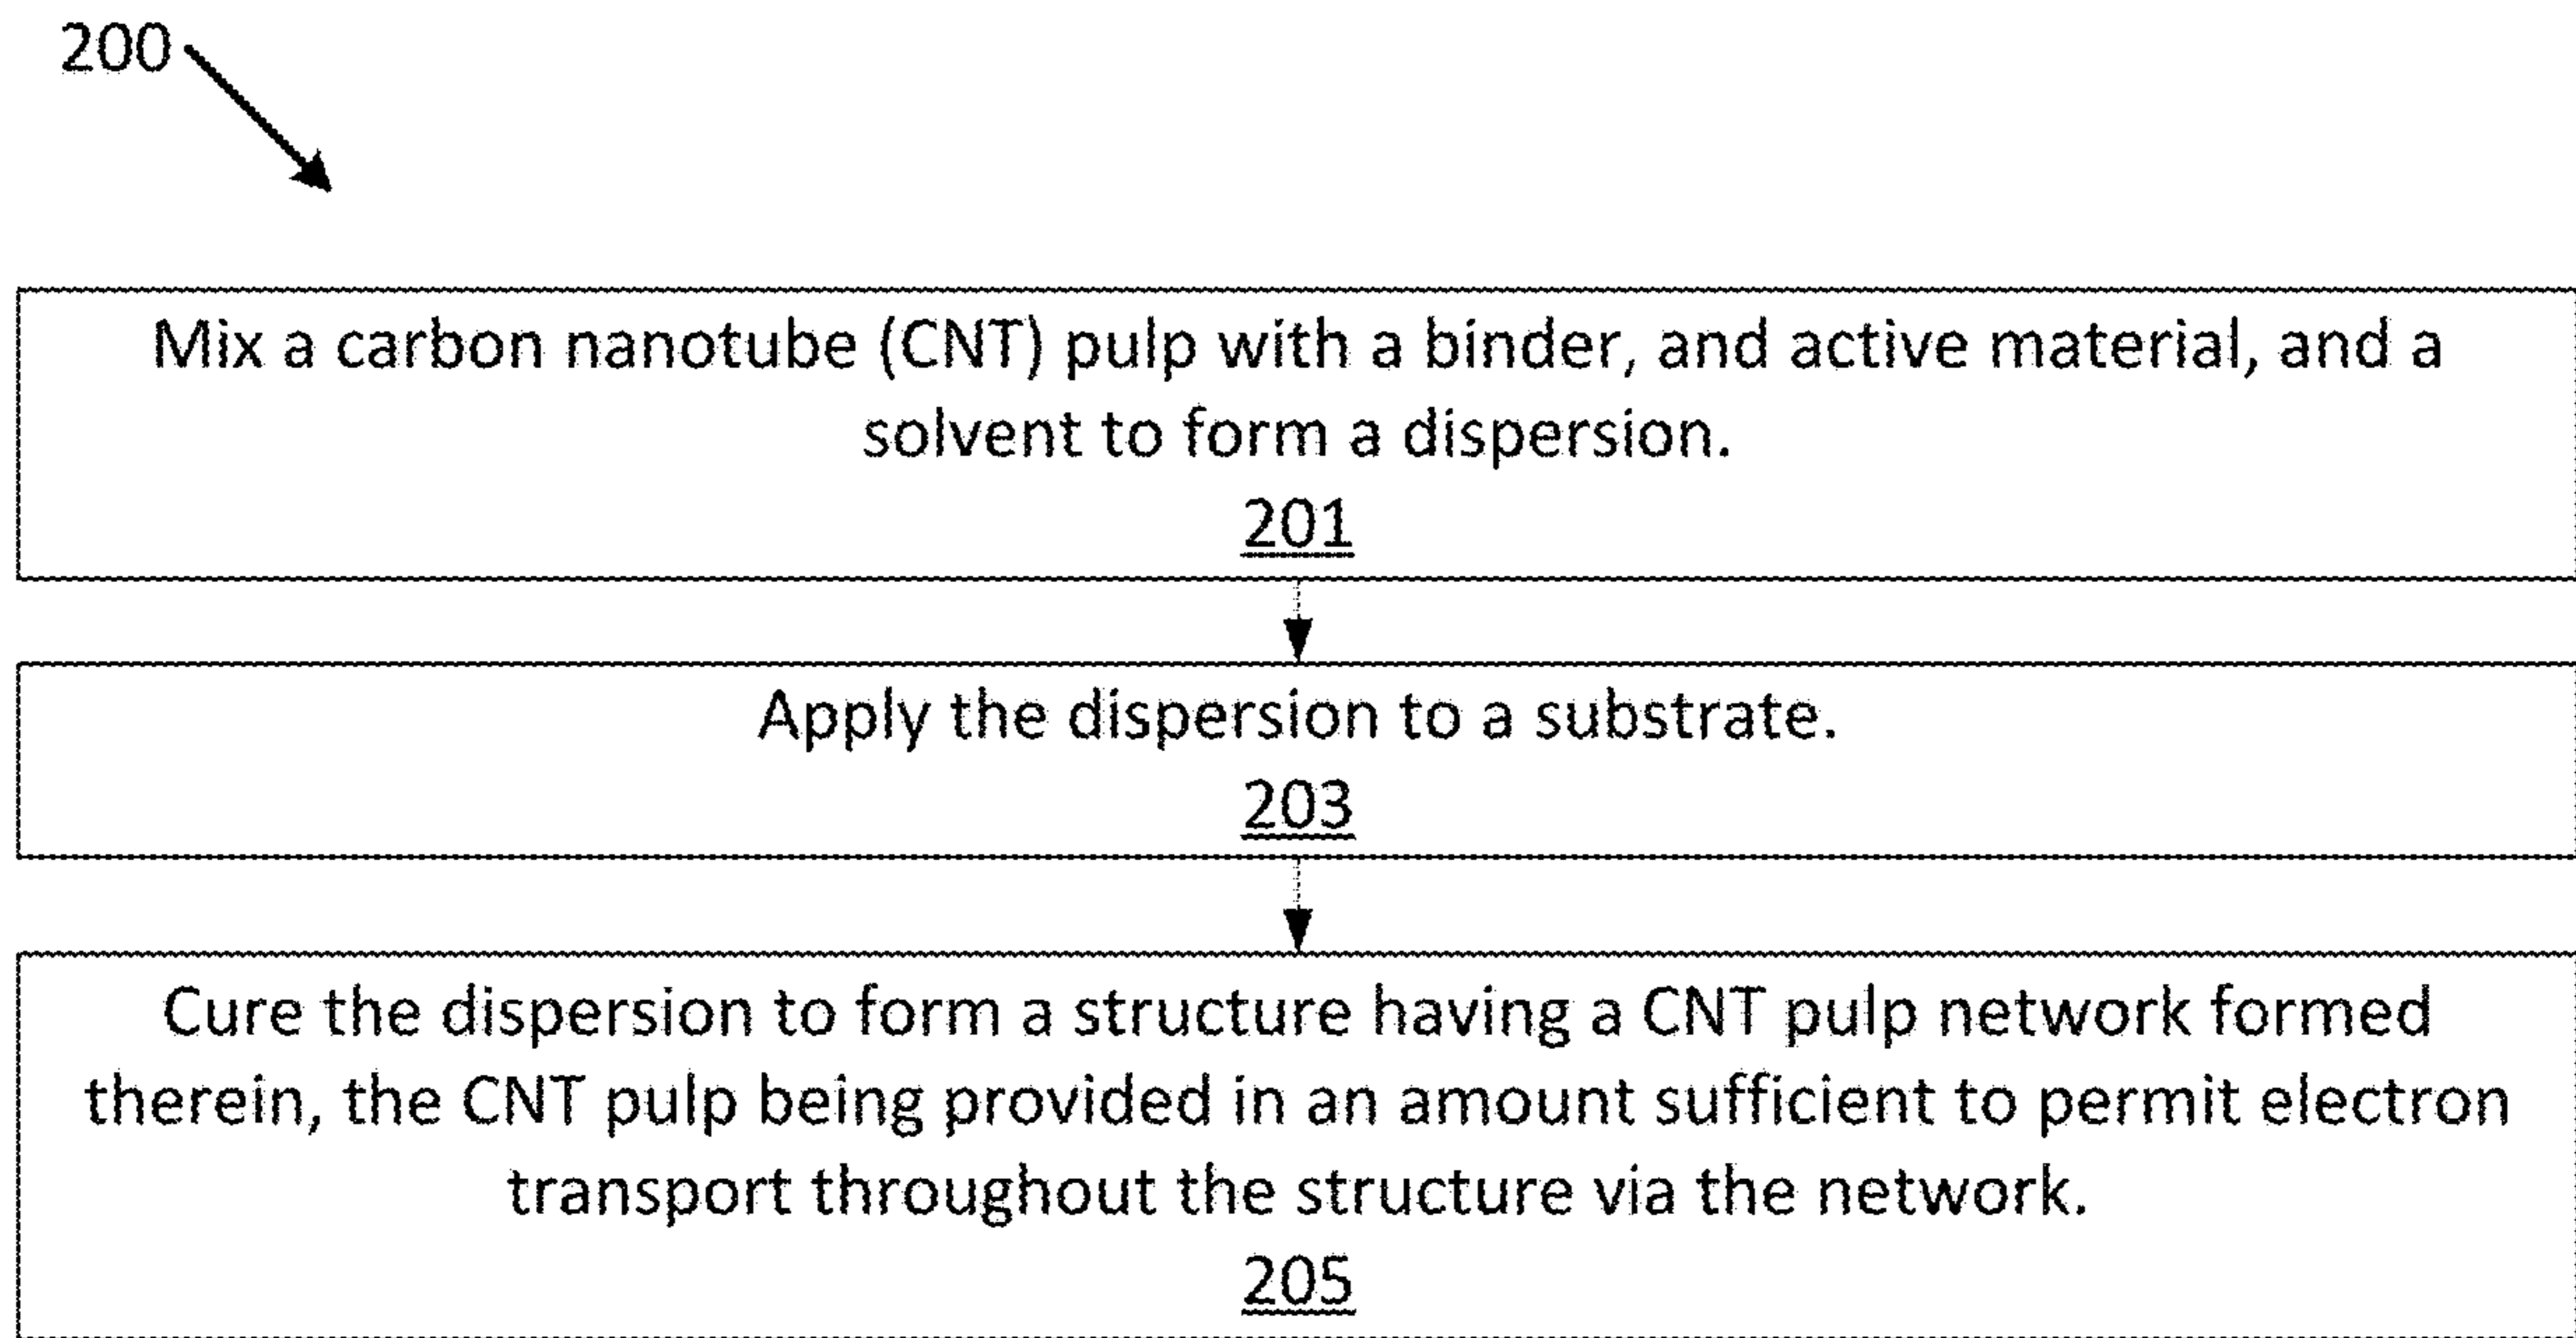 200
Mix a carbon nanotube (CNT) pulp with a binder, and active material, and a
solvent to form a dispersion.
201
Apply the dispersion to a substrate.
203
Cure the dispersion to form a structure having a CNT pulp network formed
therein, the CNT pulp being provided in an amount sufficient to permit electron
transport throughout the structure via the network.
205